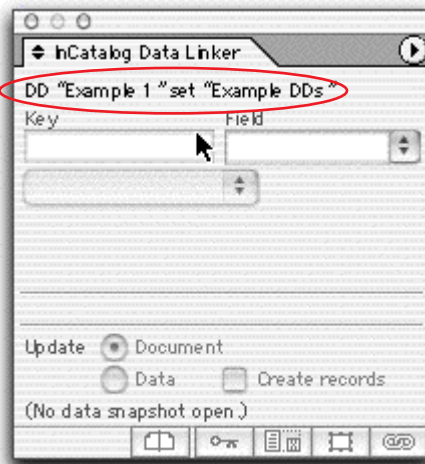 InCatalog Data Linker
DD "Example 1 "set "Example DDs "
Key Field
Update Document
Data Create records
(No data snapshot open.)